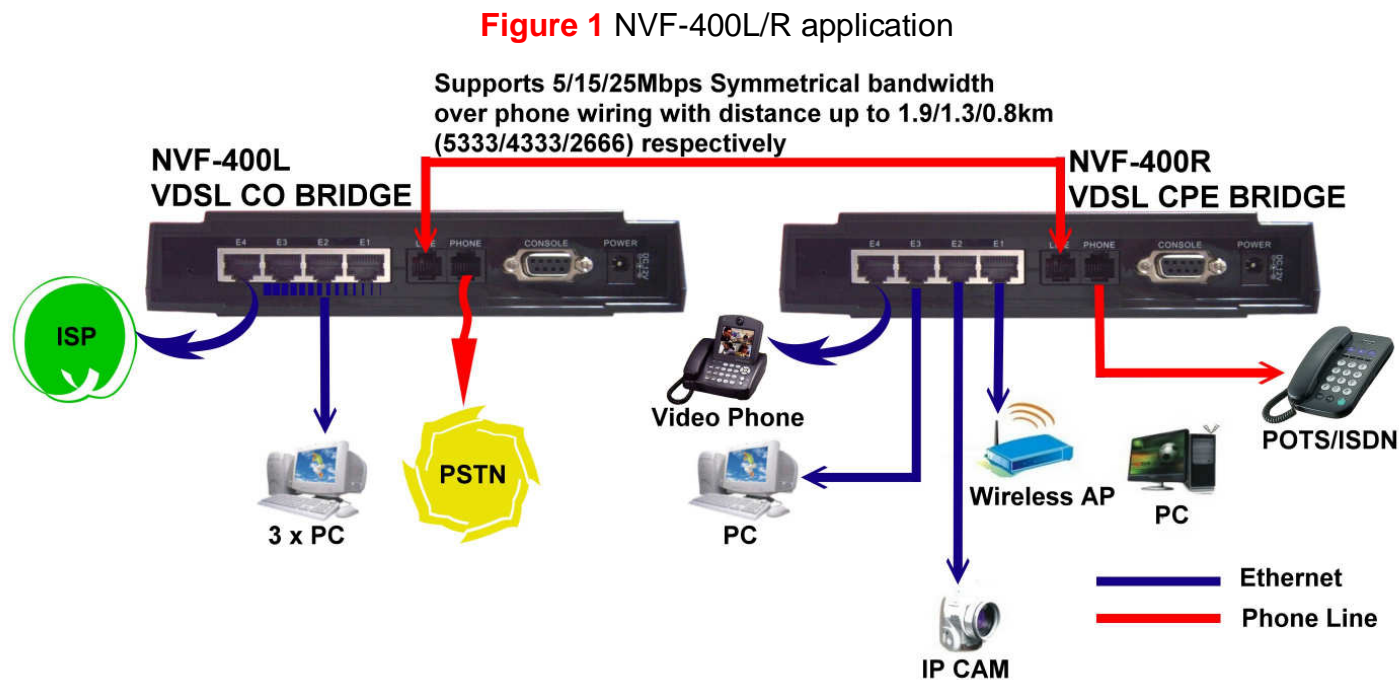 Figure 1 NVF-400L/R application
Supports 5/15/25Mbps Symmetrical bandwidth
over phone wiring with distance up to 1.9/1.3/0.8km
(5333/4333/2666) respectively
NVF-400L
VDSL CO BRIDGE
NVF-400R
VDSL CPE BRIDGE
E4 E3 E2 E1 LINE PHONE CONSOLE POWER
E4 E3 E2 E1 LINE PHONE CONSOLE POWER
ISP
Video Phone
POTS/ISDN
PSTN
Wireless AP
PC
3 x PC
PC
Ethernet
Phone Line
IP CAM